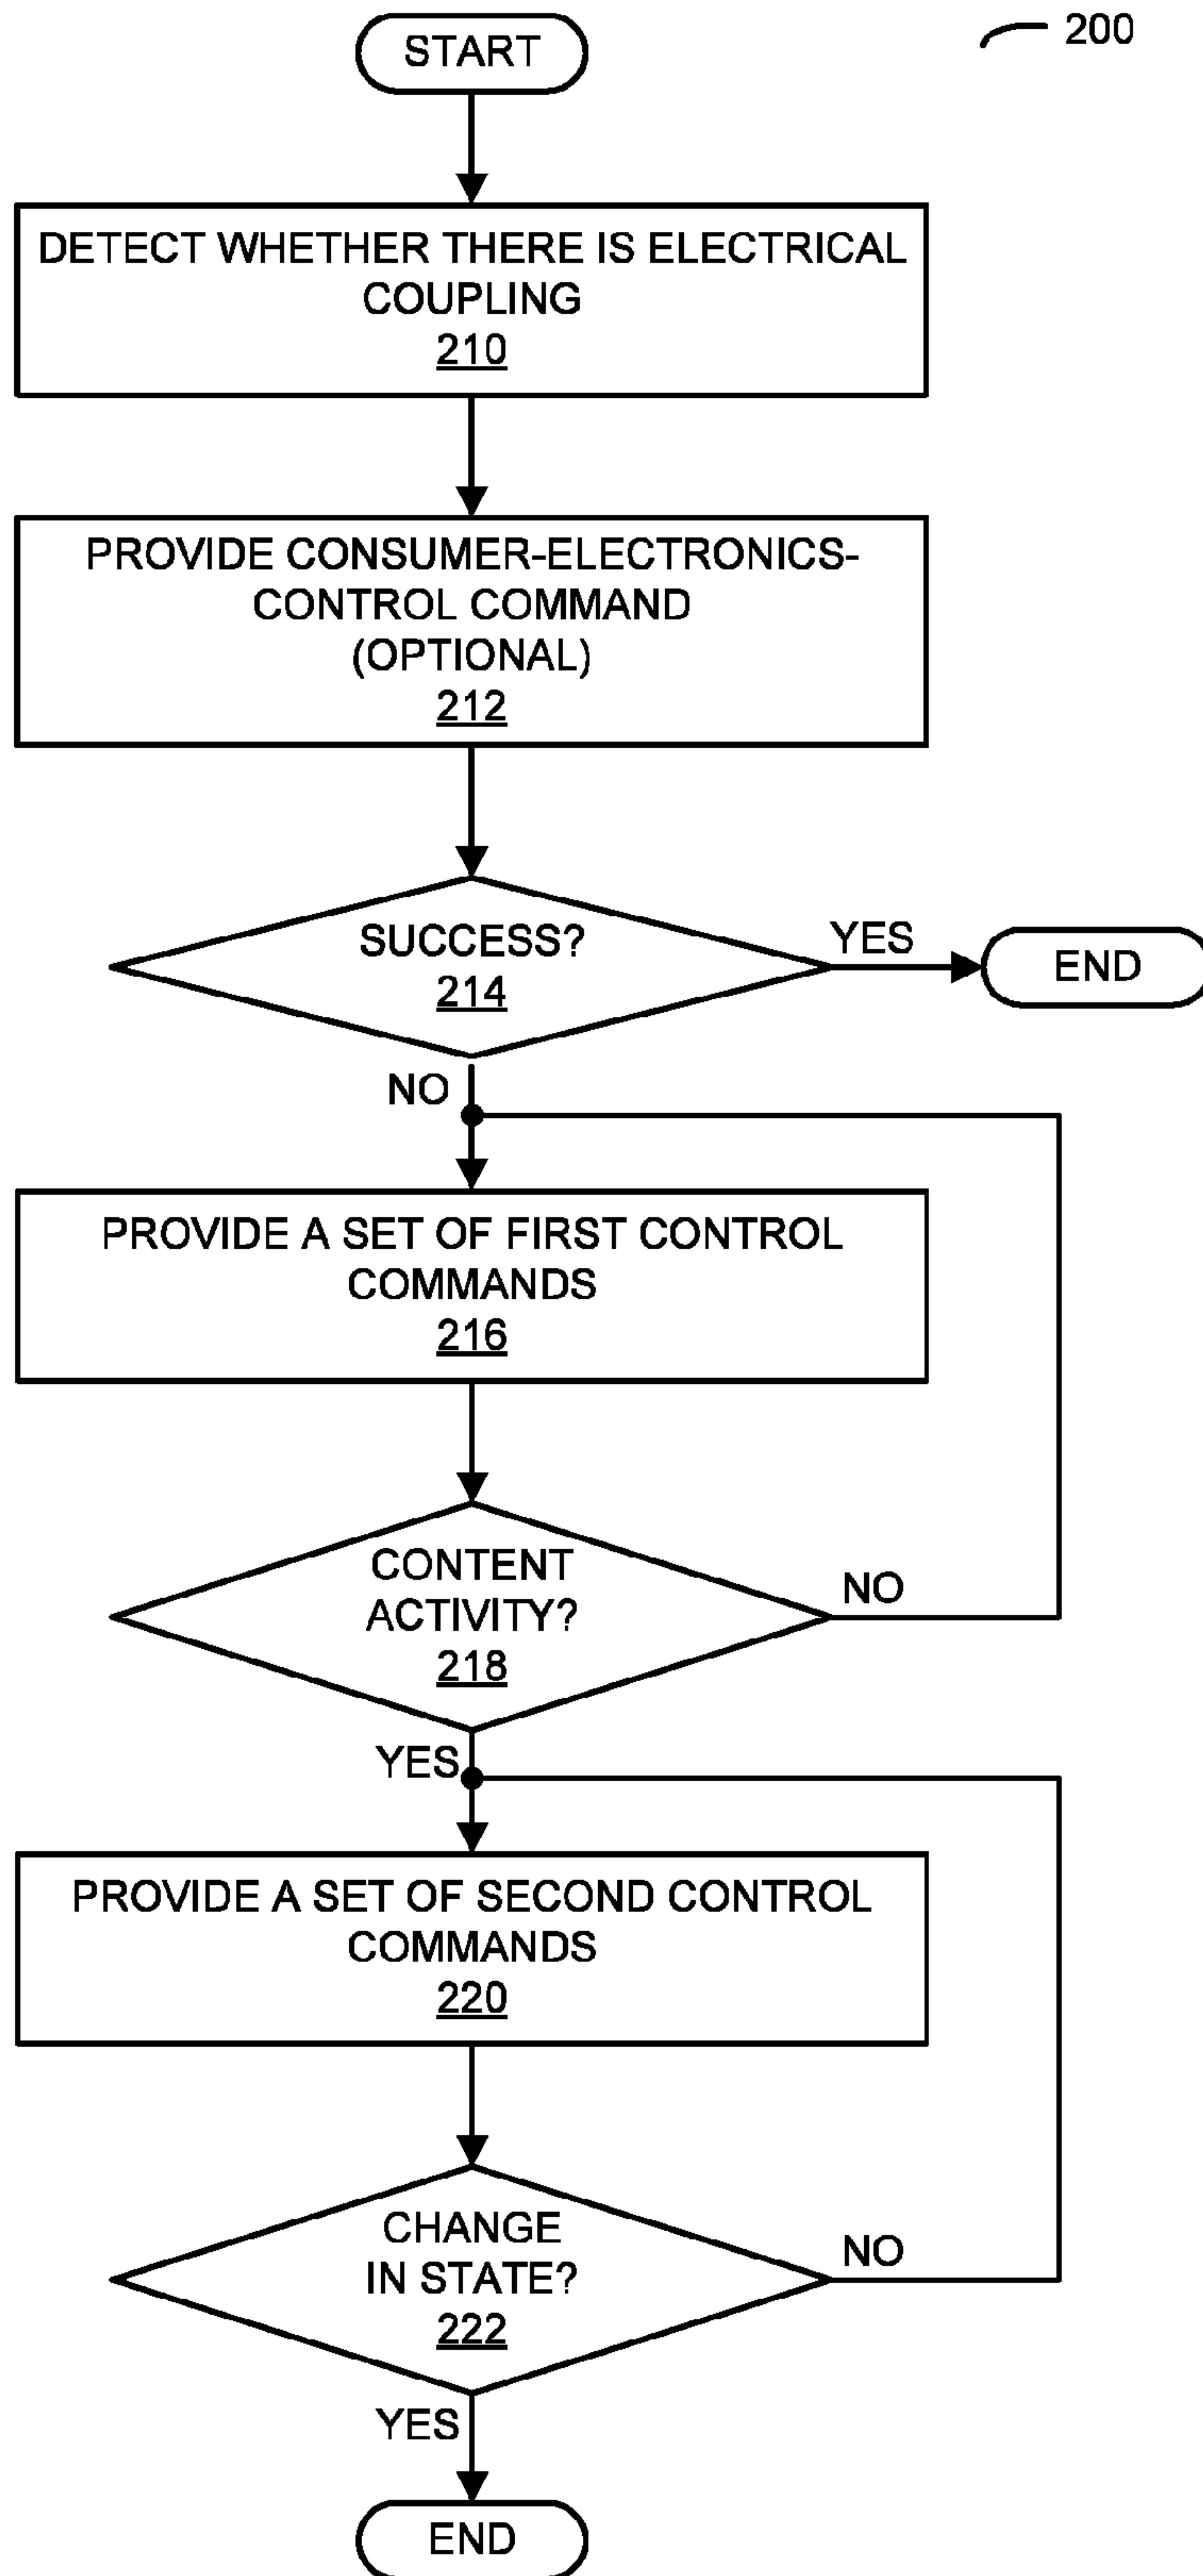 START
200
DETECT WHETHER THERE IS ELECTRICAL
COUPLING
210
PROVIDE CONSUMER-ELECTRONICS-
CONTROL COMMAND
(OPTIONAL)
212
SUCCESS?
214
YES
END
NO
PROVIDE A SET OF FIRST CONTROL
COMMANDS
216
CONTENT
ACTIVITY?
218
NO
YES
PROVIDE A SET OF SECOND CONTROL
COMMANDS
220
CHANGE
IN STATE?
222
NO
YES
END